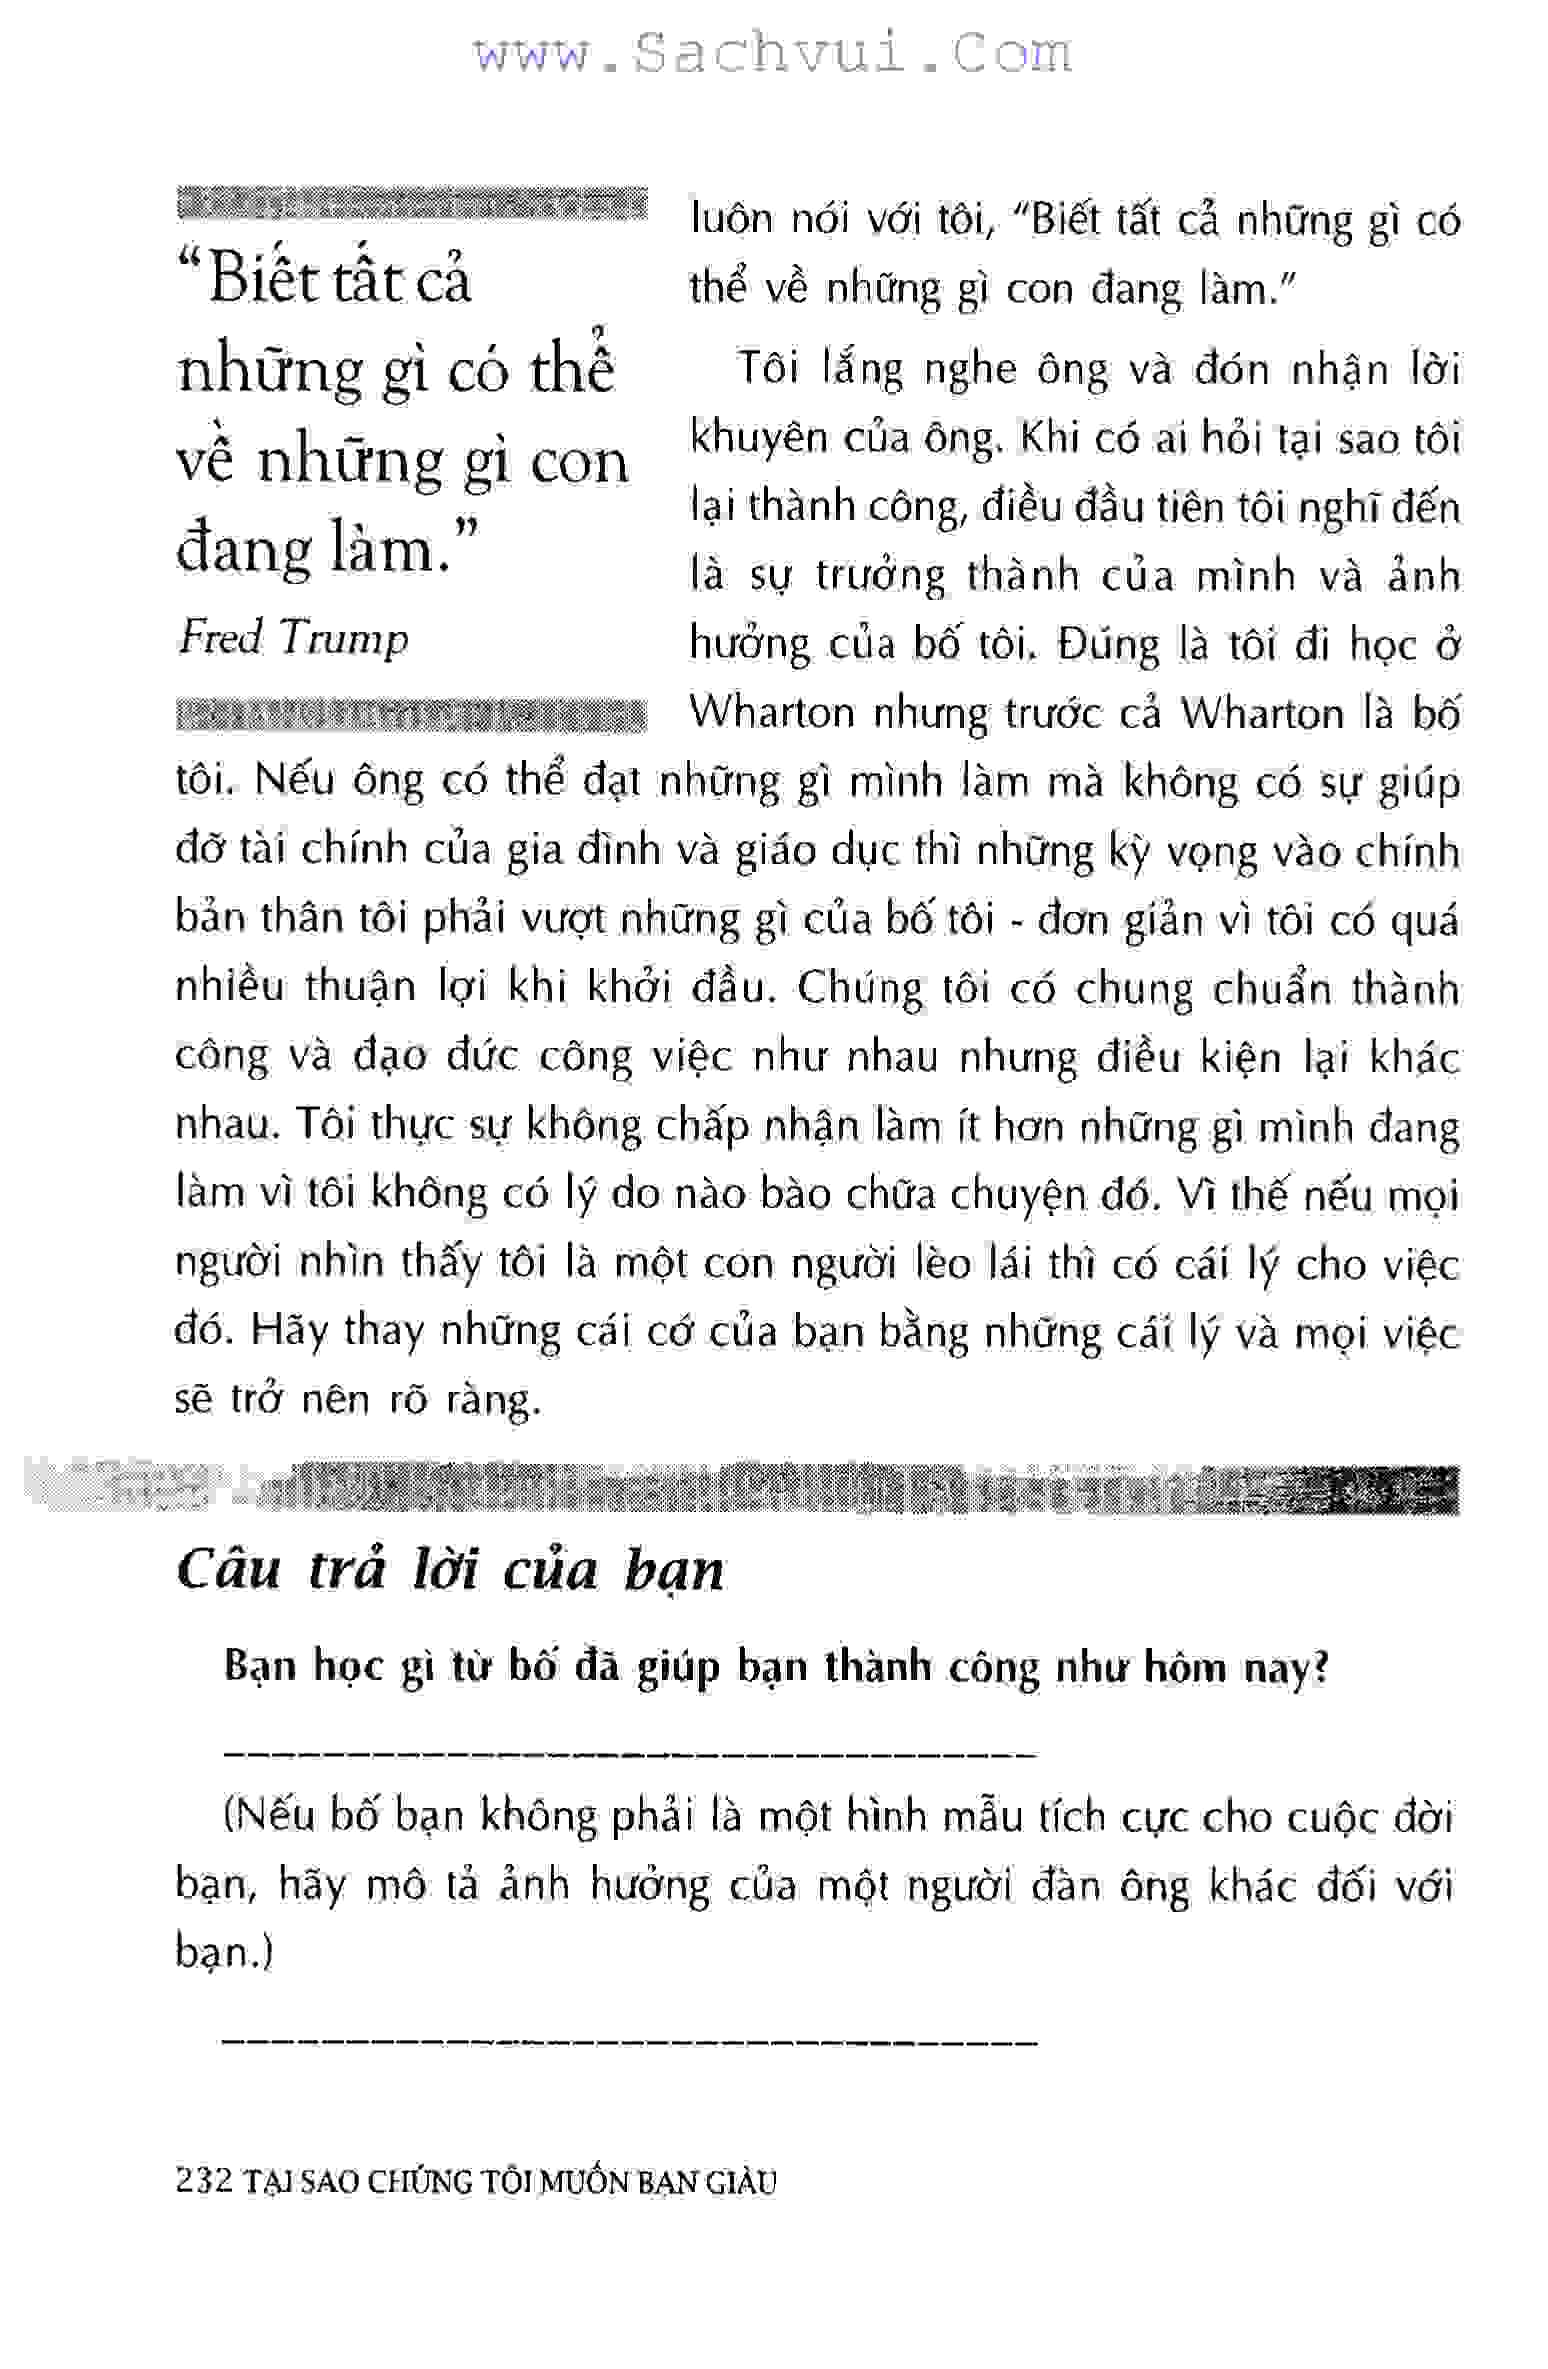 www.Sachvui.Com
“Biết tất cả
những gì có thể
về những gì con
đang làm.”
Fred Trump
luôn nói với tôi, “Biết tất cả những gì có
thể về những gì con đang làm.”
Tôi lắng nghe ông và đón nhận lời
khuyên của ông. Khi có ai hỏi tại sao tôi
lại thành công, điều đầu tiên tôi nghĩ đến
là sự trưởng thành của mình và ảnh
hưởng của bố tôi. Đúng là tôi đi học ở
Wharton nhưng trước cả Wharton là bố
tôi. Nếu ông có thể đạt những gì mình làm mà không có sự giúp
đỡ tài chính của gia đình và giáo dục thì những kỳ vọng vào chính
bản thân tôi phải vượt những gì của bố tôi - đơn giản vì tôi có quá
nhiều thuận lợi khi khởi đầu. Chúng tôi có chung chuẩn thành
công và đạo đức công việc như nhau nhưng điều kiện lại khác
nhau. Tôi thực sự không chấp nhận làm ít hơn những gì mình đang
làm vì tôi không có lý do nào bào chữa chuyện đó. Vì thế nếu mọi
người nhìn thấy tôi là một con người lèo lái thì có cái lý cho việc
đó. Hãy thay những cái cớ của bạn bằng những cái lý và mọi việc
sẽ trở nên rõ ràng.
Câu trả lời của bạn
Bạn học gì từ bố đã giúp bạn thành công như hôm nay?
(Nếu bố bạn không phải là một hình mẫu tích cực cho cuộc đời
bạn, hãy mô tả ảnh hưởng của một người đàn ông khác đối với
bạn.)
232 TẠI SAO CHÚNG TÔI MUỐN BẠN GIÀU